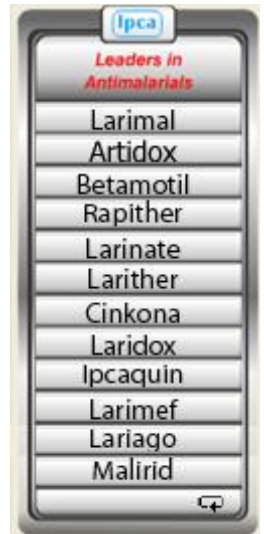 Ipca
Leaders in
Antimalarials
Larimal
Artidox
Betamotil
Rapither
Larinate
Larither
Cinkona
Laridox
Ipcaquin
Larimef
Lariago
Malirid